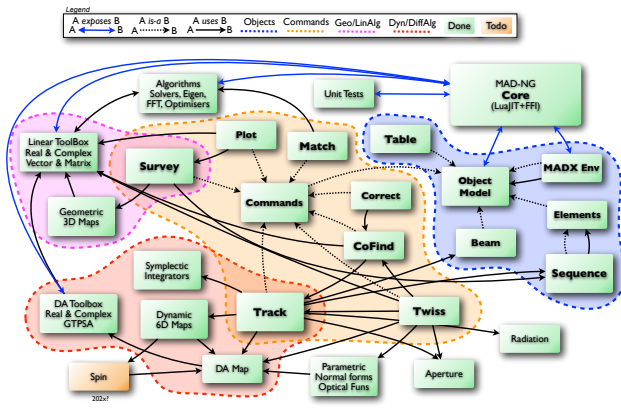 Legend
A exposes B
A is-a B
A uses B
Objects
Commands
Geo/LinAlg
Dyn/DiffAlg
Done
Todo
A B
A B
A B
Algorithms
Solvers, Eigen,
FFT, Optimisers
Unit Tests
MAD-NG
Core
(LuaJIT+FFI)
Linear ToolBox
Real & Complex
Vector & Matrix
Plot
Match
Table
Survey
Object
Model
MADX Env
Geometric
3D Maps
Commands
Correct
Elements
CoFind
Beam
Symplectic
Integrators
Sequence
DA Toolbox
Real & Complex
GTPSA
Dynamic
6D Maps
Track
Twiss
Radiation
Spin
202x?
DA Map
Parametric
Normal forms
Optical Funs
Aperture